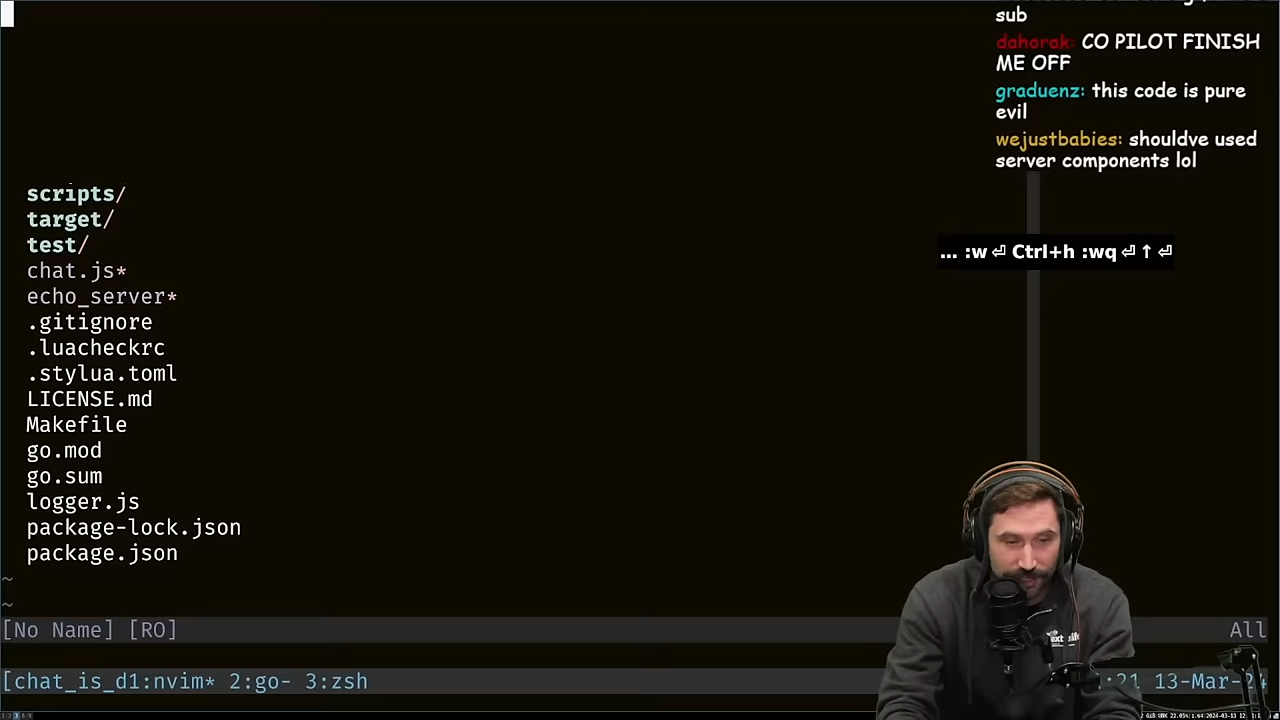 sub
dahorak: CO PILOT FINISH
ME OFF
graduenz: this code is pure
evil
wejustbabies: shouldve used
server components lol
scripts/
target/
test/
... :w⏎ Ctrl+h :wq⏎↑⏎
chat.js*
echo_server*
.gitignore
.luacheckrc
.stylua.toml
LICENSE.md
Makefile
go.mod
go.sum
logger.js
package-lock.json
package.json
~
~
[No Name] [RO] All
[chat_is_d1:nvim* 2:go- 3:zsh :21 13-Mar-24